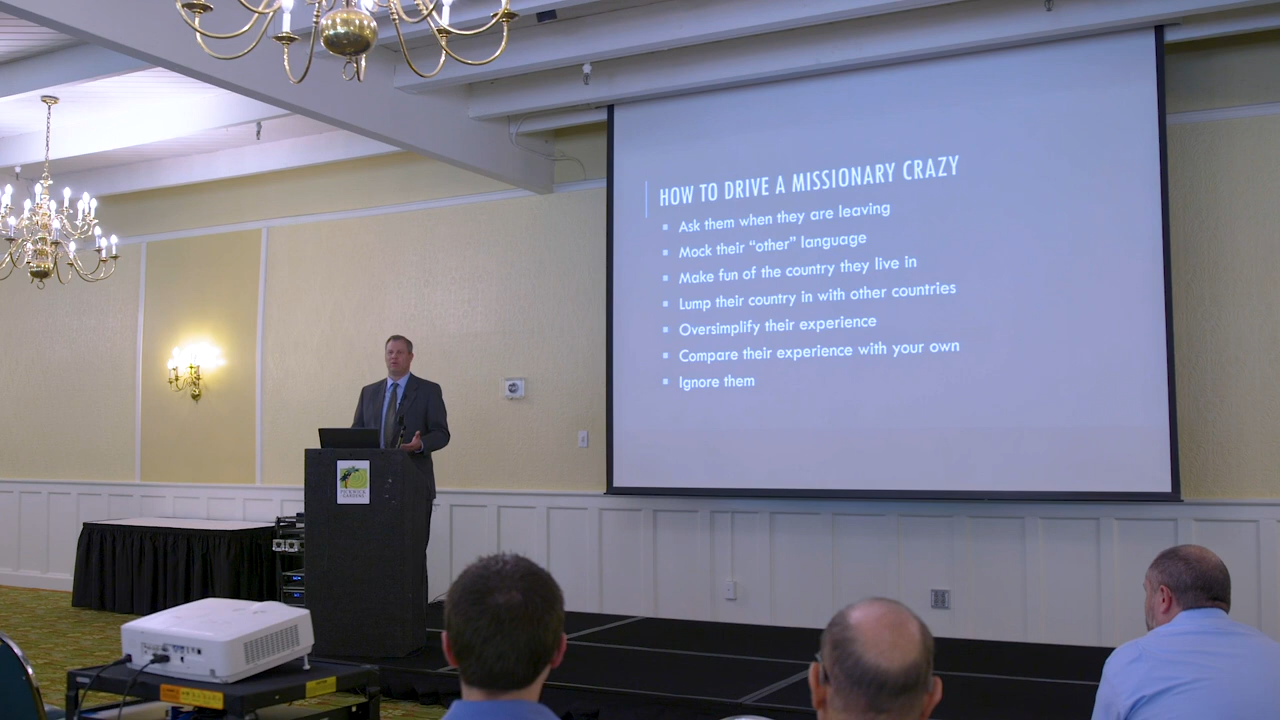 HOW TO DRIVE A MISSIONARY CRAZY
Ask them when they are leaving
Mock their “other” language
Make fun of the country they live in
Lump their country in with other countries
Oversimplify their experience
Compare their experience with your own
Ignore them
PICKWICK
GARDENS